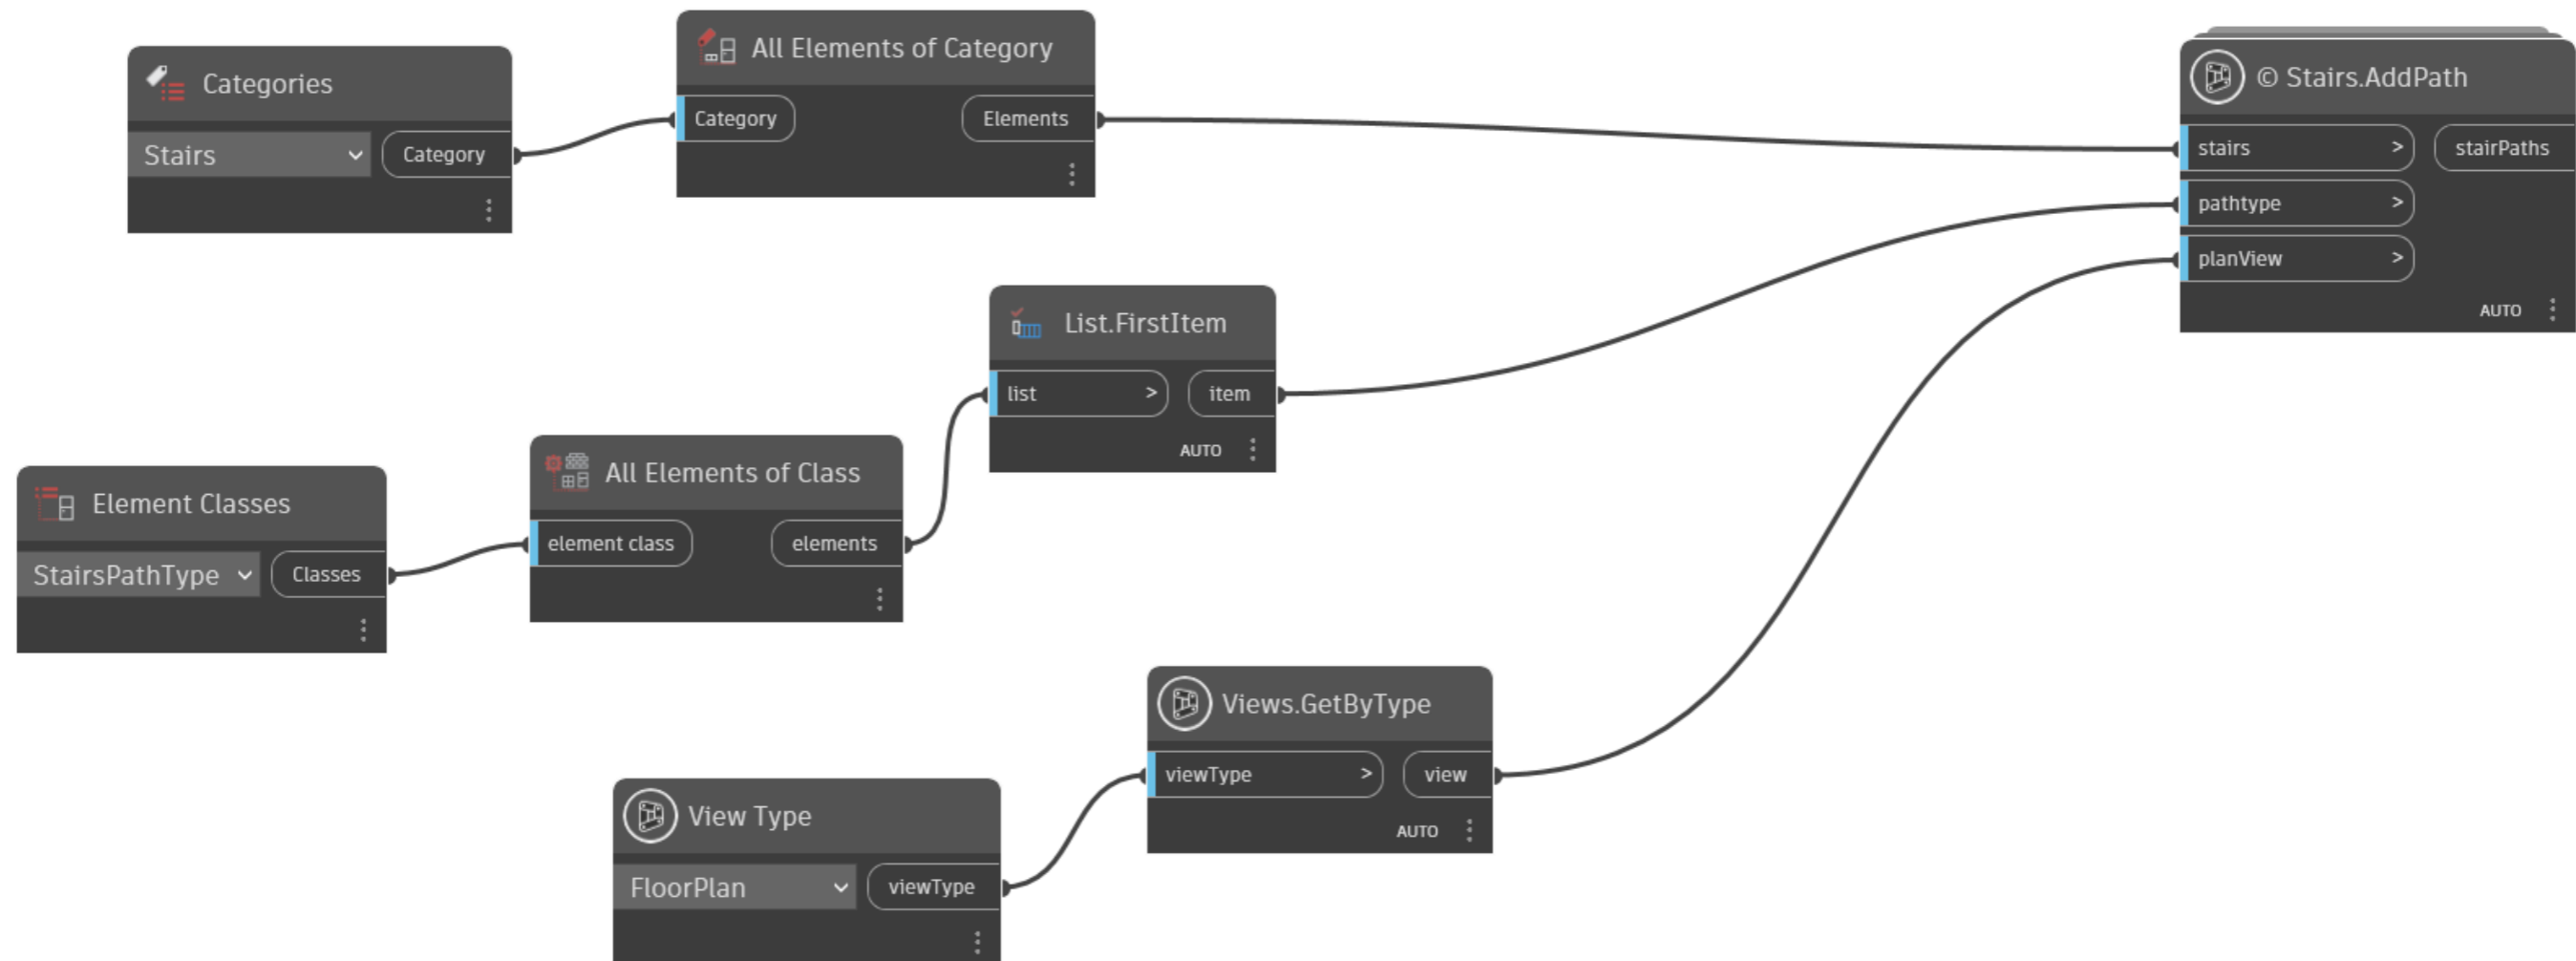 Categories
Stairs
Category
All Elements of Category
Category
Elements
© Stairs.AddPath
stairs >
stairPaths
pathtype >
planView >
AUTO
List.FirstItem
list >
item
AUTO
Element Classes
StairsPathType
Classes
All Elements of Class
element class
elements
Views.GetByType
viewType >
view
AUTO
View Type
FloorPlan
viewType